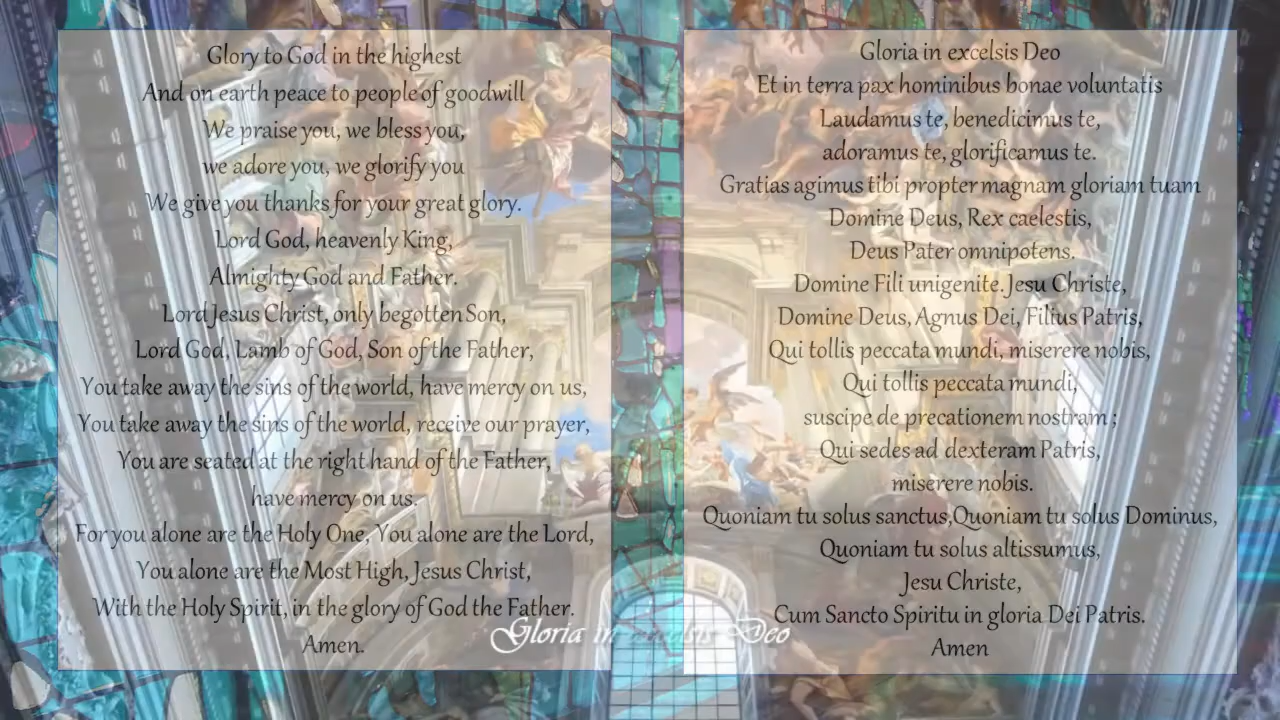 Glory to God in the highest
And on earth peace to people of goodwill
We praise you, we bless you,
we adore you, we glorify you
We give you thanks for your great glory.
Lord God, heavenly King,
Almighty God and Father.
Lord Jesus Christ, only begotten Son,
Lord God, Lamb of God, Son of the Father,
You take away the sins of the world, have mercy on us,
You take away the sins of the world, receive our prayer,
You are seated at the right hand of the Father,
have mercy on us.
For you alone are the Holy One, You alone are the Lord,
You alone are the Most High, Jesus Christ,
With the Holy Spirit, in the glory of God the Father.
Amen.
Gloria in excelsis Deo
Et in terra pax hominibus bonae voluntatis
Laudamus te, benedicimus te,
adoramus te, glorificamus te.
Gratias agimus tibi propter magnam gloriam tuam
Domine Deus, Rex caelestis,
Deus Pater omnipotens.
Domine Fili unigenite. Jesu Christe,
Domine Deus, Agnus Dei, Filius Patris,
Qui tollis peccata mundi, miserere nobis,
Qui tollis peccata mundi,
suscipe de precationem nostram ;
Qui sedes ad dexteram Patris,
miserere nobis.
Quoniam tu solus sanctus,Quoniam tu solus Dominus,
Quoniam tu solus altissumus,
Jesu Christe,
Cum Sancto Spiritu in gloria Dei Patris.
Amen
Gloria in excelsis Deo